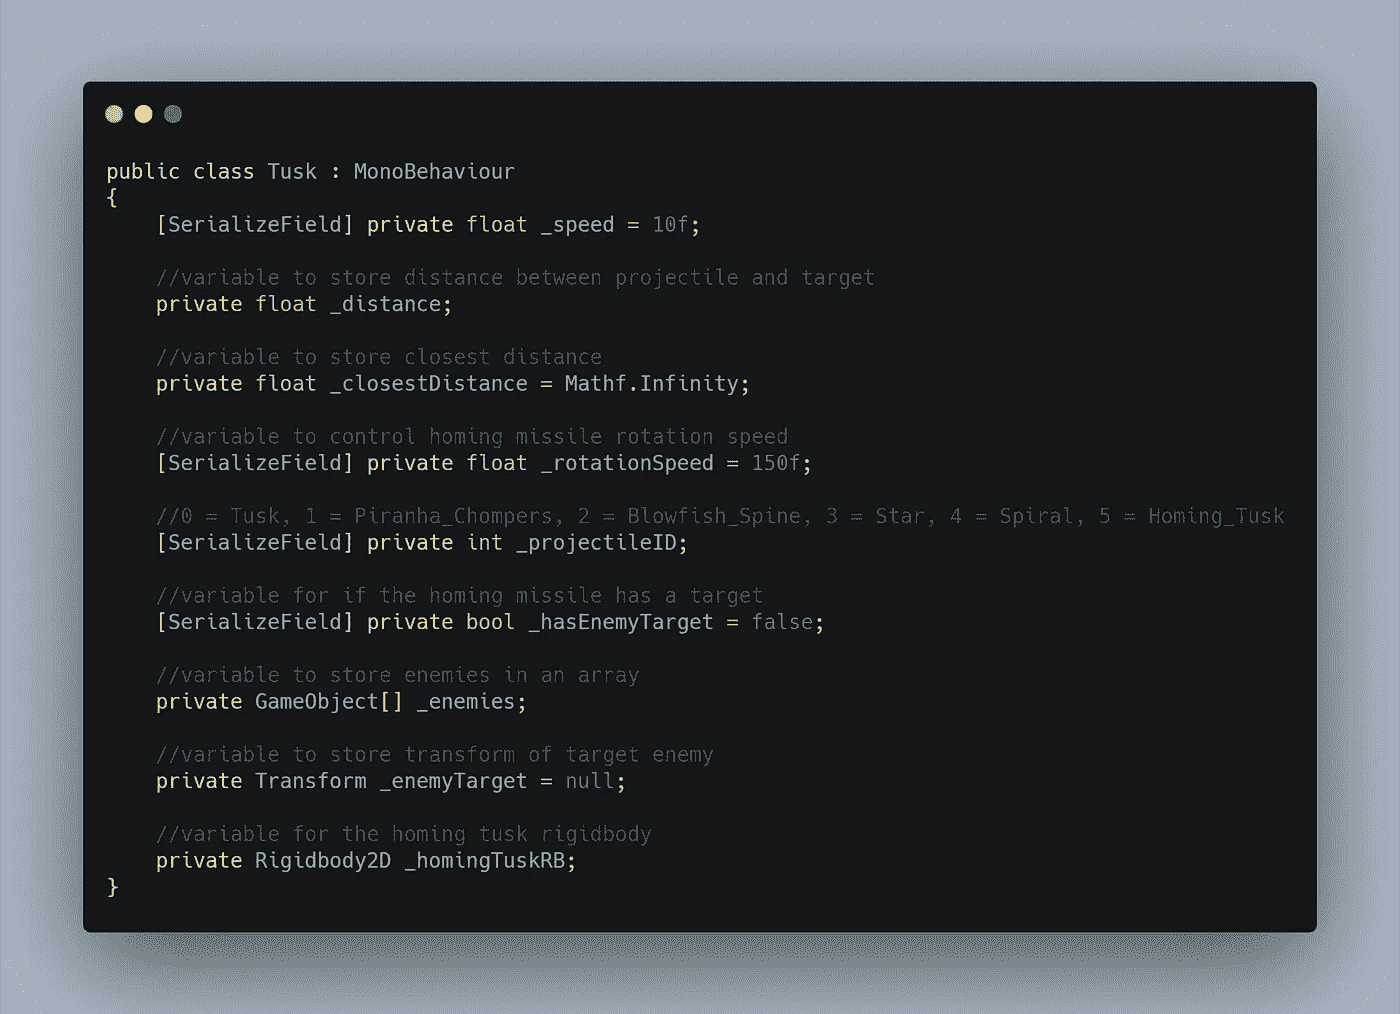 public class Tusk : MonoBehaviour
{
    [SerializeField] private float _speed = 10f;

    //variable to store distance between projectile and target
    private float _distance;

    //variable to store closest distance
    private float _closestDistance = Mathf.Infinity;

    //variable to control homing missile rotation speed
    [SerializeField] private float _rotationSpeed = 150f;

    //0 = Tusk, 1 = Piranha_Chompers, 2 = Blowfish_Spine, 3 = Star, 4 = Spiral, 5 = Homing_Tusk
    [SerializeField] private int _projectileID;

    //variable for if the homing missile has a target
    [SerializeField] private bool _hasEnemyTarget = false;

    //variable to store enemies in an array
    private GameObject[] _enemies;

    //variable to store transform of target enemy
    private Transform _enemyTarget = null;

    //variable for the homing tusk rigidbody
    private Rigidbody2D _homingTuskRB;
}